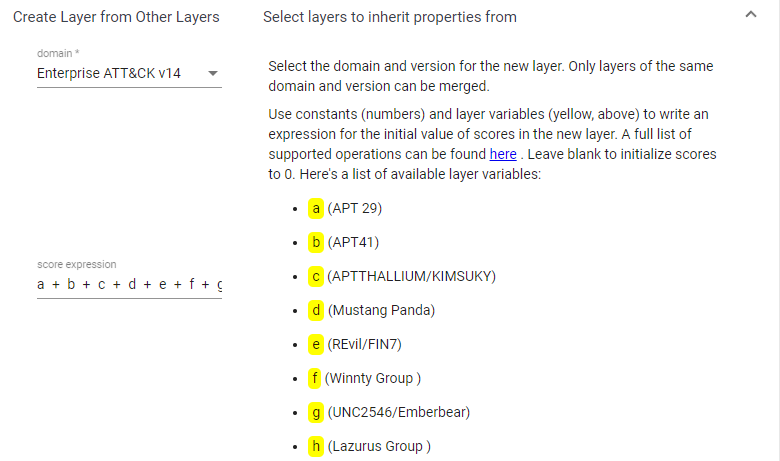 Create Layer from Other Layers
Select layers to inherit properties from
domain *
Enterprise ATT&CK v14
Select the domain and version for the new layer. Only layers of the same
domain and version can be merged.
Use constants (numbers) and layer variables (yellow, above) to write an
expression for the initial value of scores in the new layer. A full list of
supported operations can be found here . Leave blank to initialize scores
to 0. Here's a list of available layer variables:
a (APT 29)
b (APT41)
c (APTTHALLIUM/KIMSUKY)
score expression
a + b + c + d + e + f + g
d (Mustang Panda)
e (REvil/FIN7)
f (Winnty Group )
g (UNC2546/Emberbear)
h (Lazurus Group )